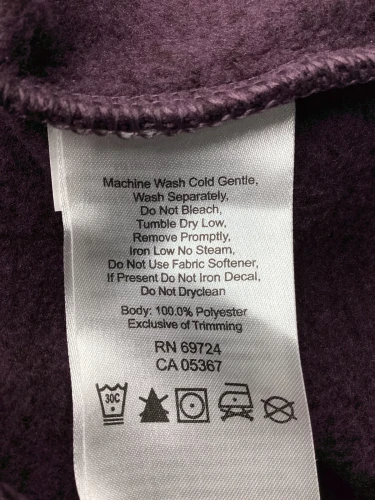 Machine Wash Cold Gentle,
Wash Separately,
Do Not Bleach,
Tumble Dry Low,
Remove Promptly,
Iron Low No Steam,
Do Not Use Fabric Softener,
If Present Do Not Iron Decal,
Do Not Dryclean
Body: 100.0% Polyester
Exclusive of Trimming
RN 69724
CA 05367
30C